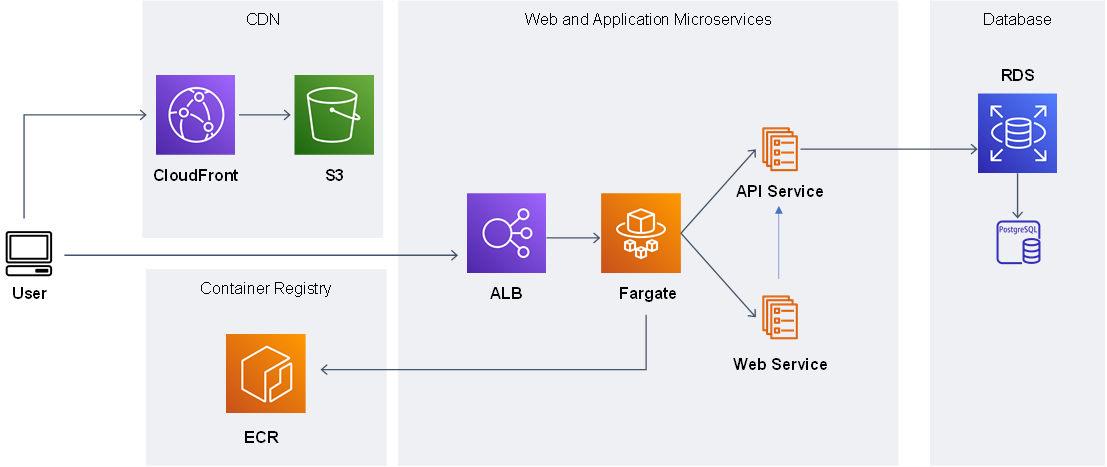 CDN
Web and Application Microservices
Database
RDS
CloudFront
S3
API Service
PostgreSQL
User
Container Registry
ALB
Fargate
Web Service
ECR